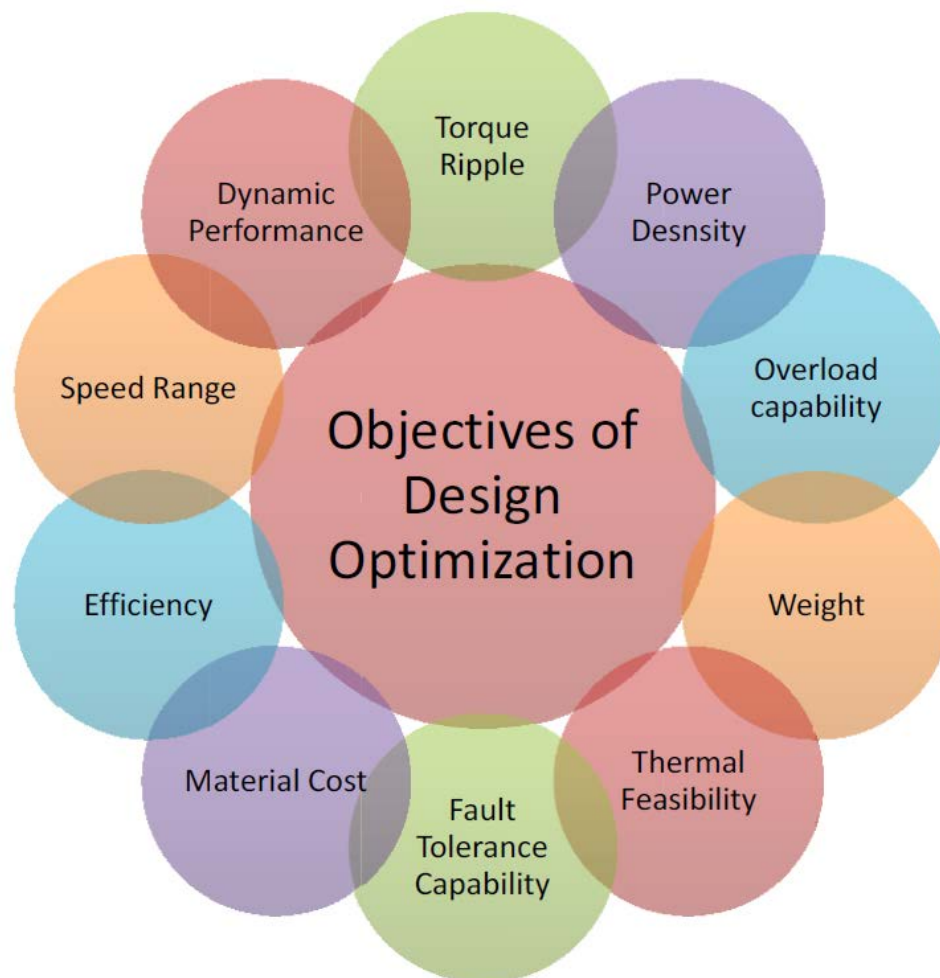 Torque
Ripple
Power
Desnsity
Overload
capability
Weight
Thermal
Feasibility
Fault
Tolerance
Capability
Material Cost
Efficiency
Speed Range
Dynamic
Performance
Objectives of
Design
Optimization